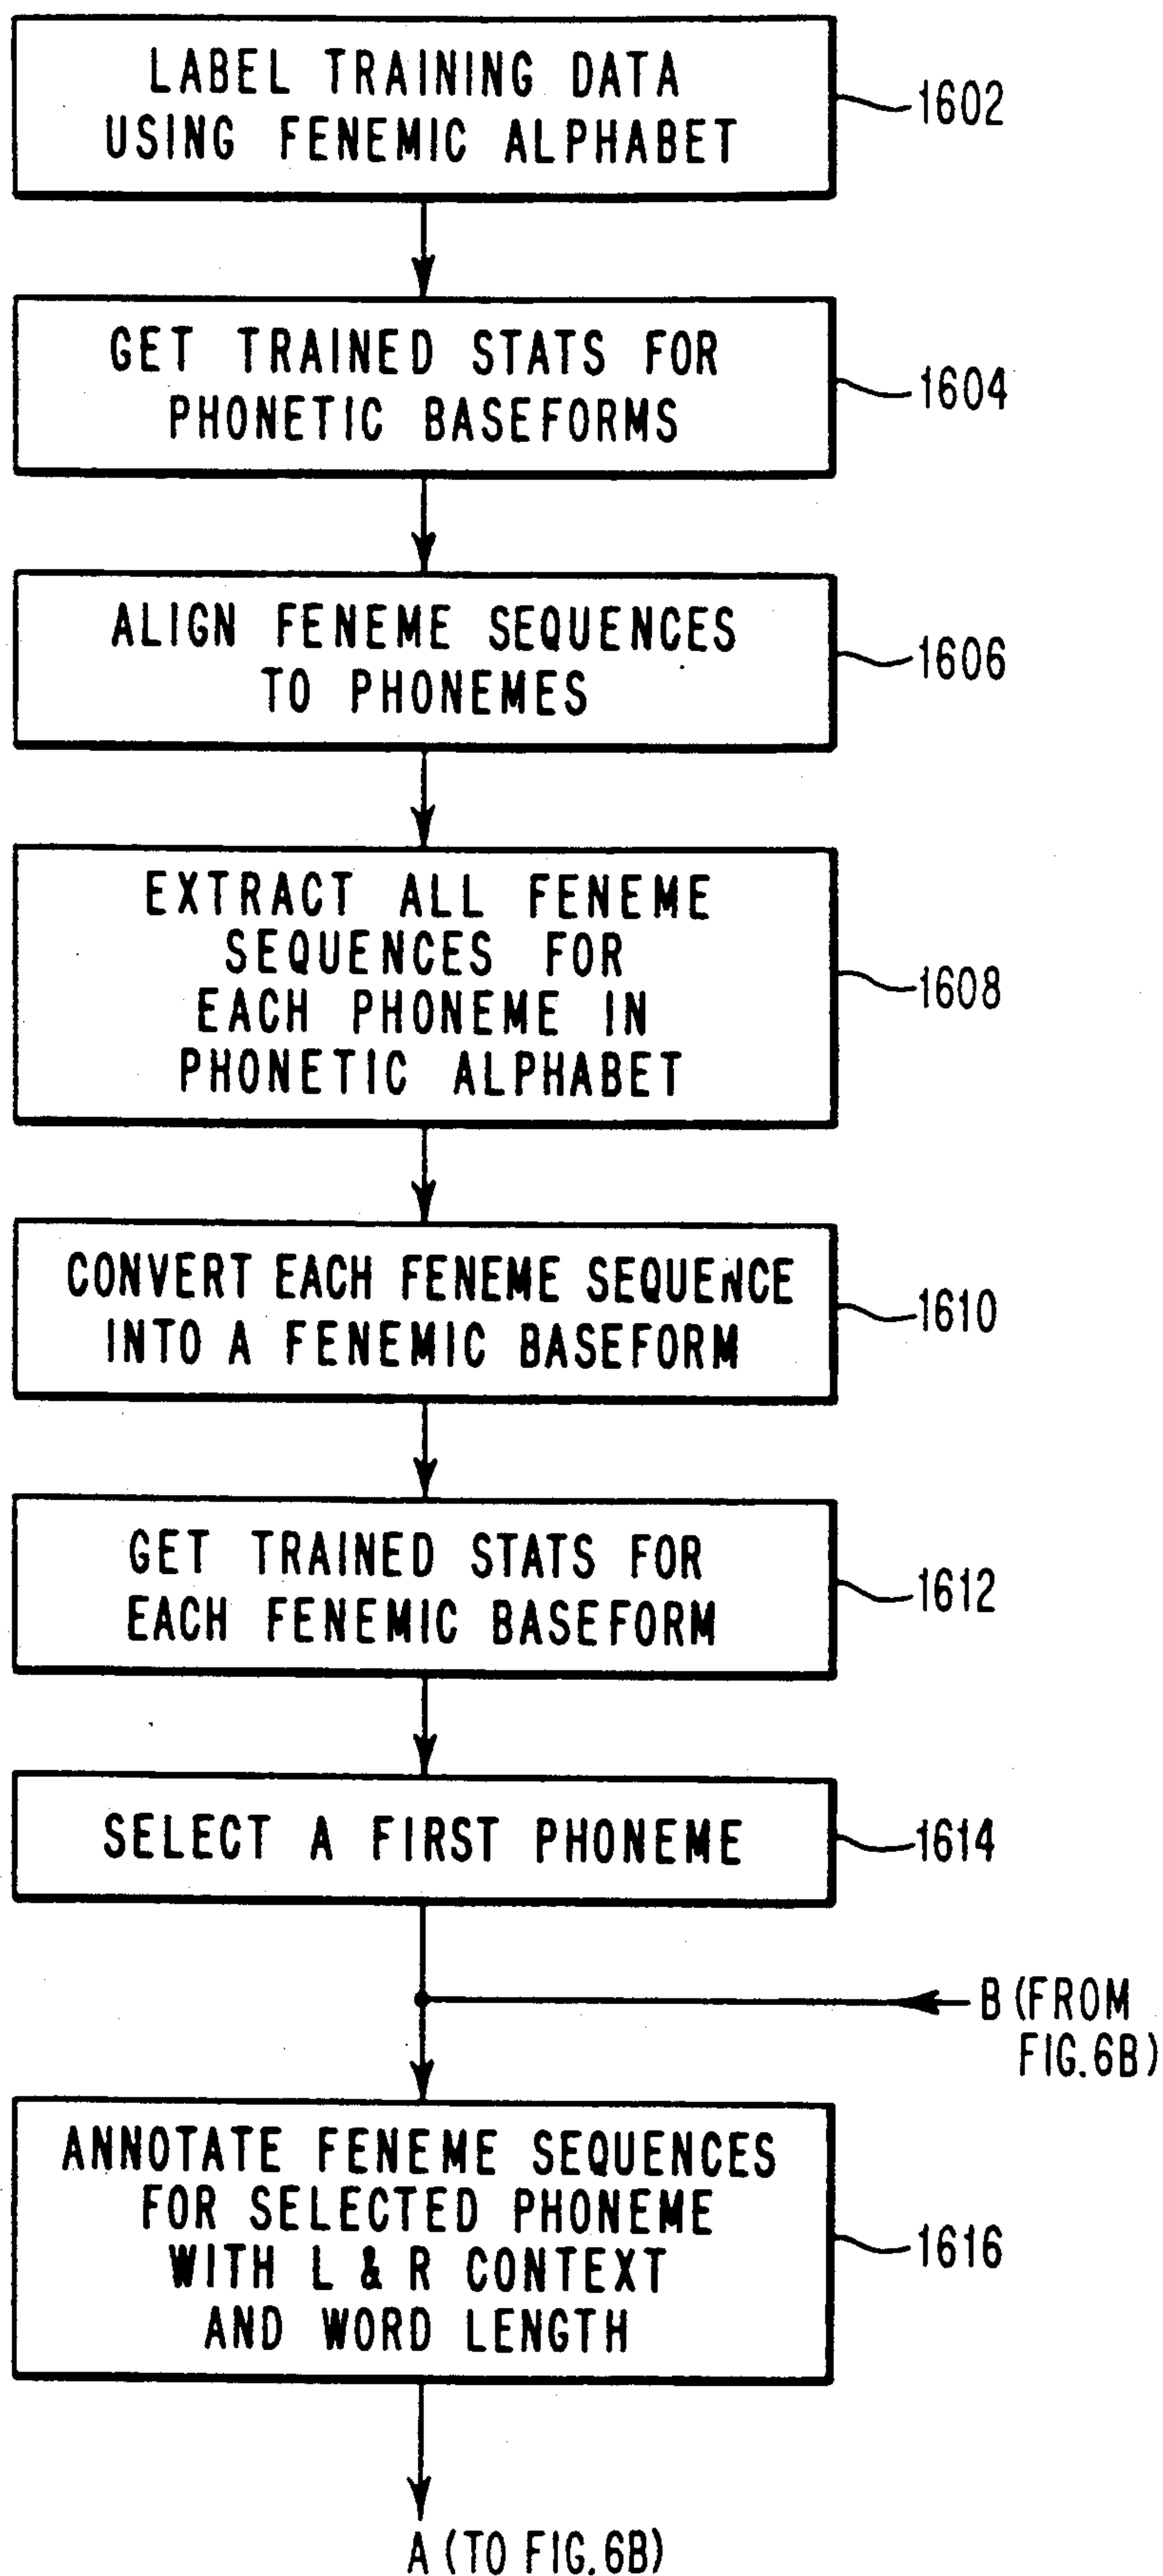 LABEL TRAINING DATA
USING FENEMIC ALPHABET
1602
GET TRAINED STATS FOR
PHONETIC BASEFORMS
1604
ALIGN FENEME SEQUENCES
TO PHONEMES
1606
EXTRACT ALL FENEME
SEQUENCES FOR
EACH PHONEME IN
PHONETIC ALPHABET
1608
CONVERT EACH FENEME SEQUENCE
INTO A FENEMIC BASEFORM
1610
GET TRAINED STATS FOR
EACH FENEMIC BASEFORM
1612
SELECT A FIRST PHONEME
1614
B (FROM
FIG.6B)
ANNOTATE FENEME SEQUENCES
FOR SELECTED PHONEME
WITH L & R CONTEXT
AND WORD LENGTH
1616
A (TO FIG.6B)